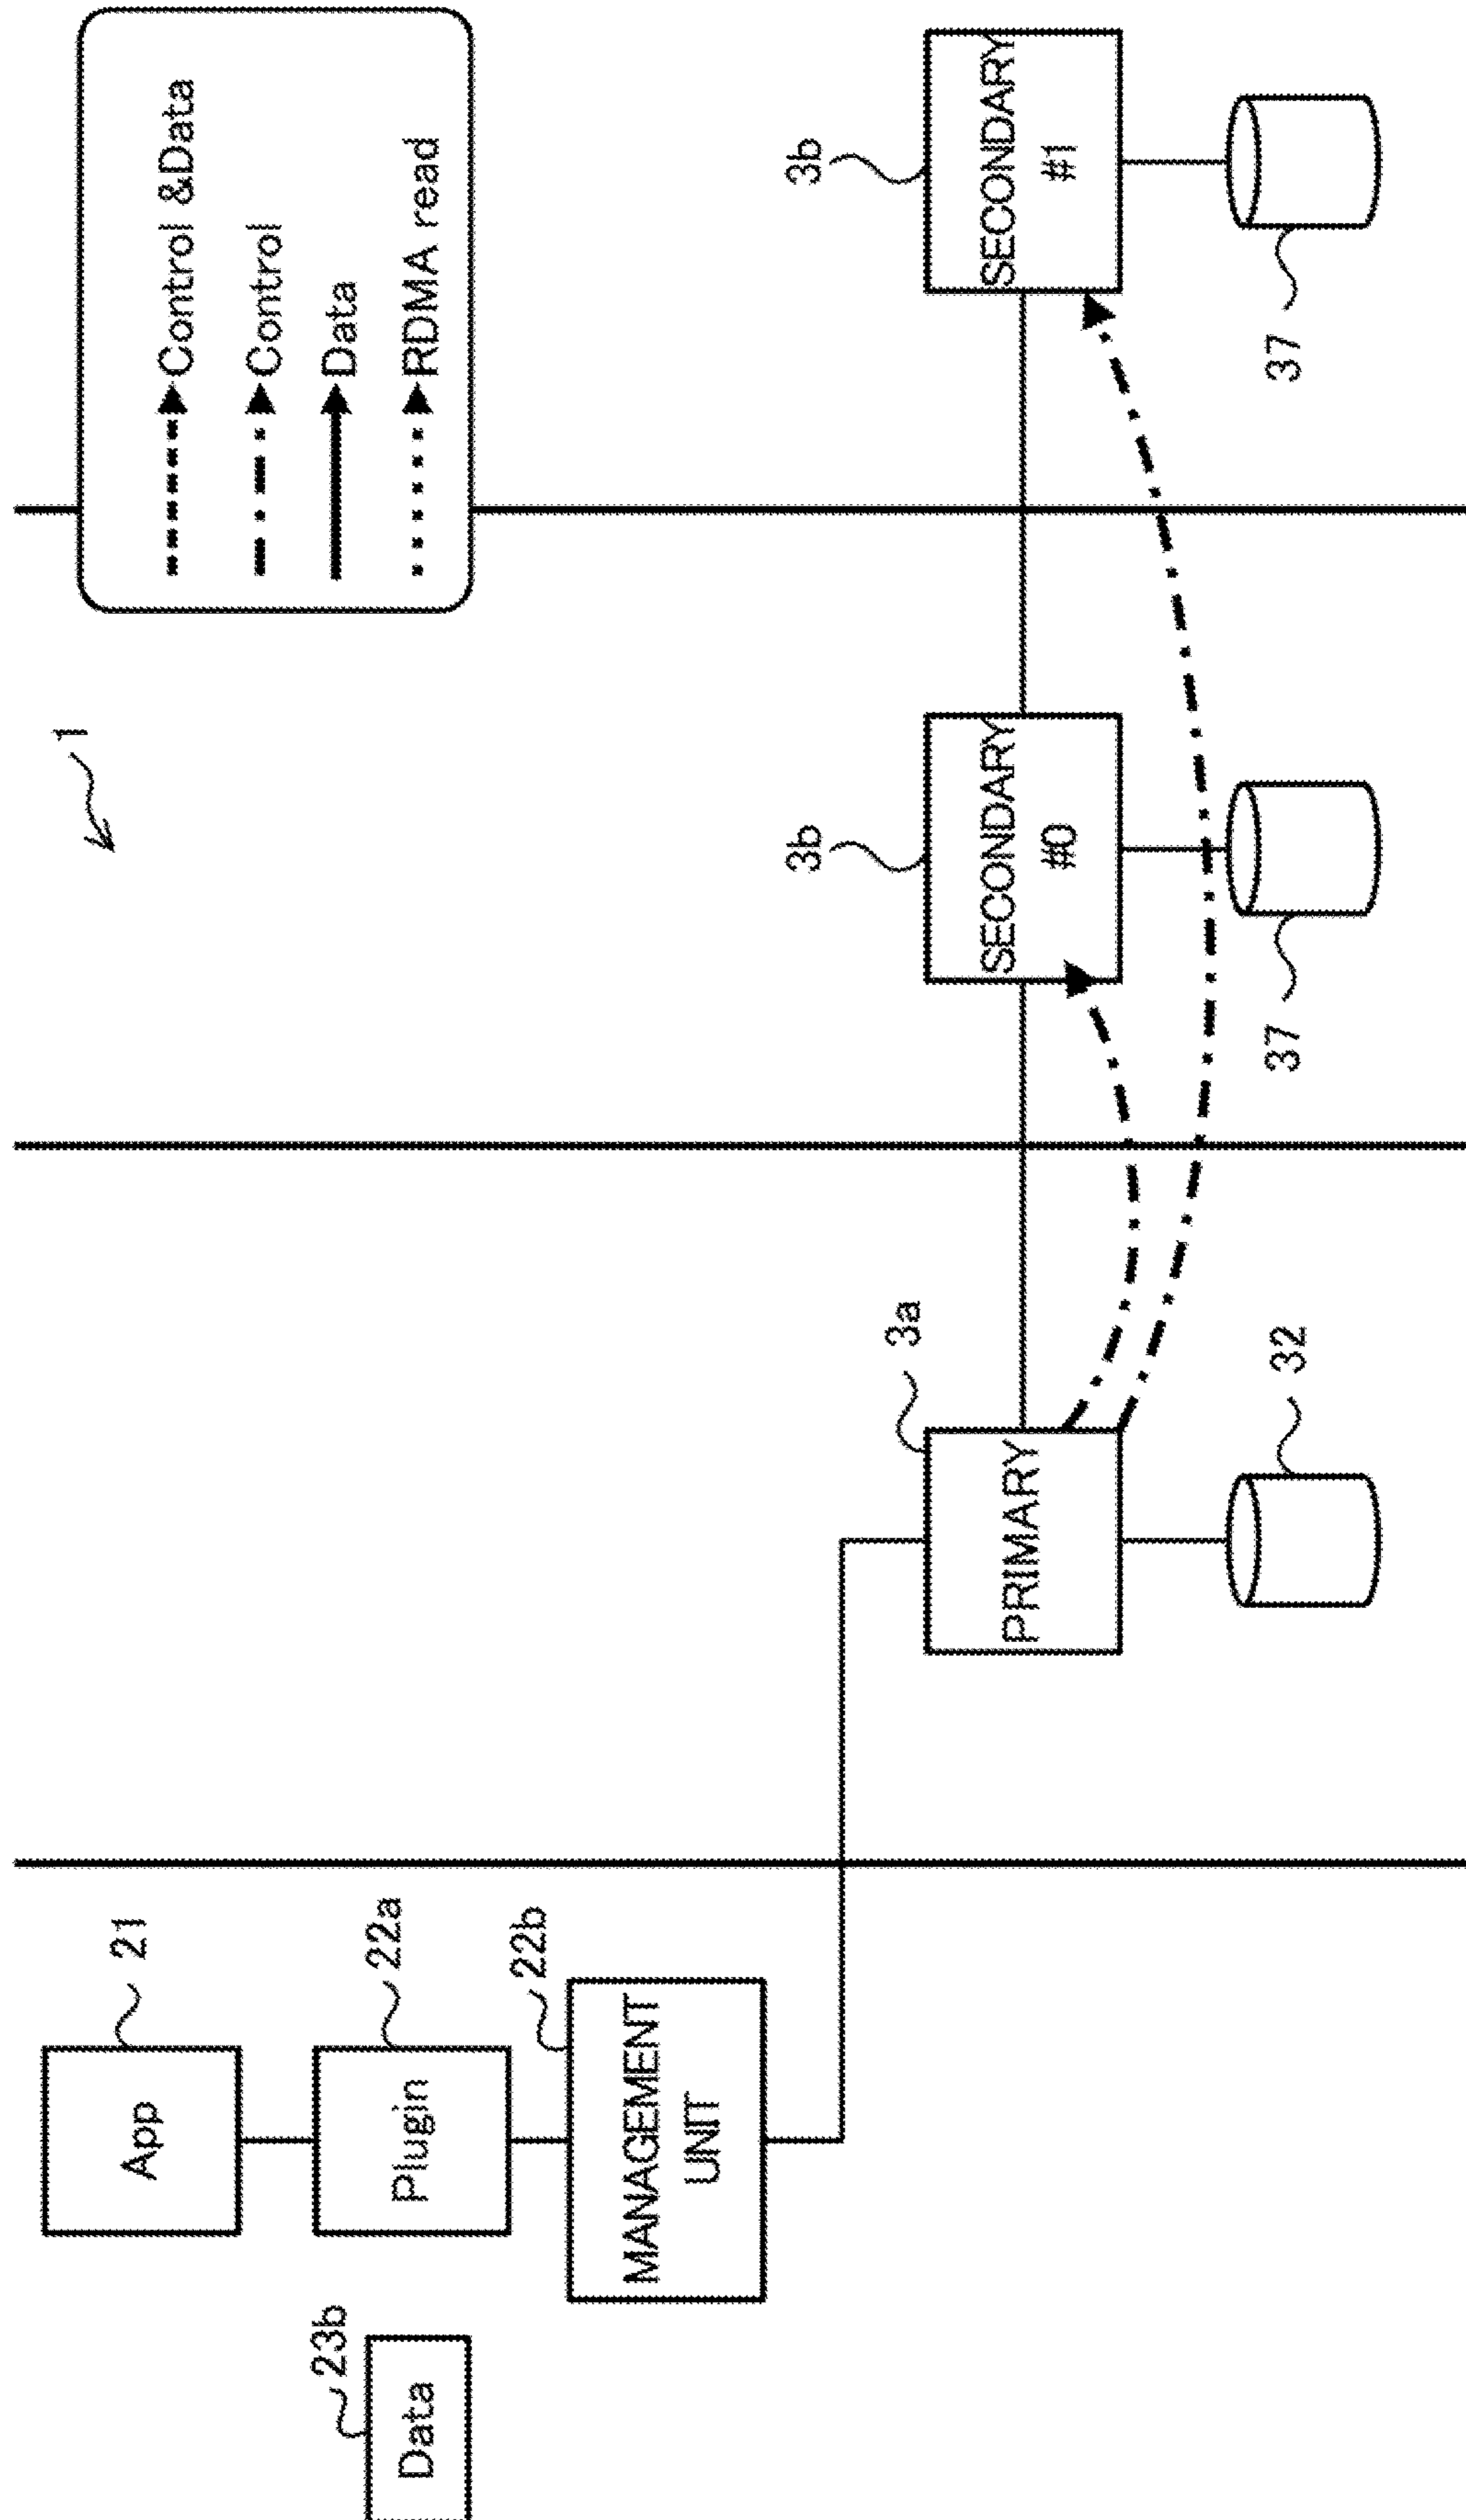 1
Control &Data
Control
Data
RDMA read
21
App
22a
Plugin
23b
Data
22b
MANAGEMENT
UNIT
3a
PRIMARY
32
3b
SECONDARY
#0
37
3b
SECONDARY
#1
37